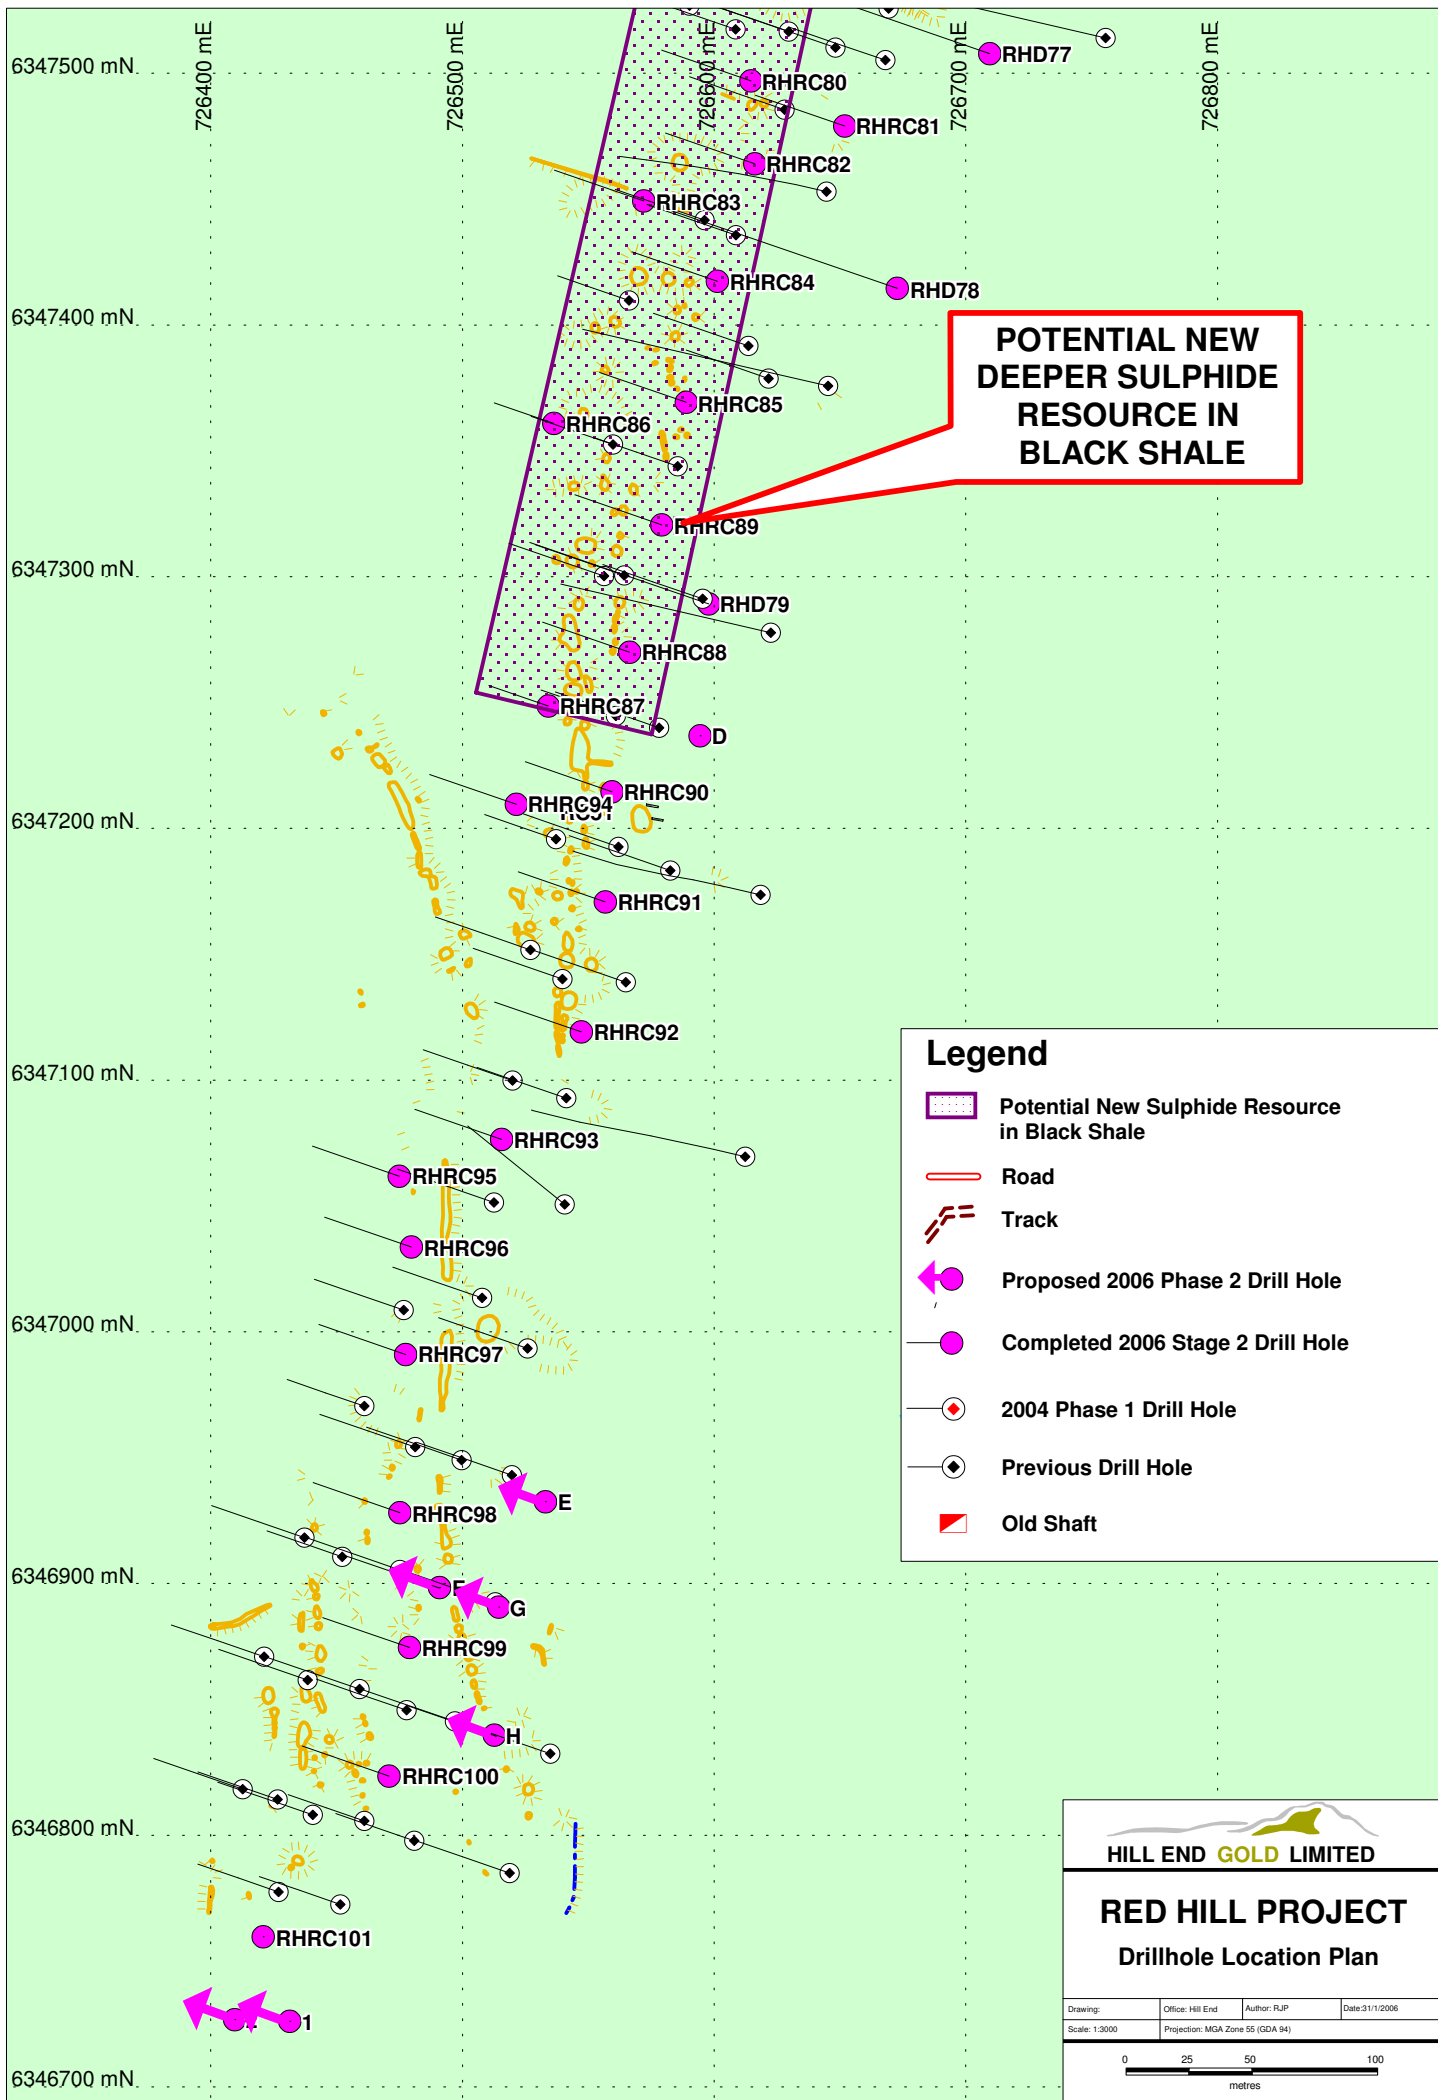 726400 mE
726500 mE
726600 mE
726700 mE
726800 mE
6347500 mN
RHD77
RHRC80
RHRC81
RHRC82
RHRC83
RHRC84
RHD78
6347400 mN
POTENTIAL NEW
DEEPER SULPHIDE
RESOURCE IN
BLACK SHALE
RHRC85
RHRC86
RHRC89
6347300 mN
RHD79
RHRC88
RHRC87
D
RHRC90
RHRC94
6347200 mN
RHRC91
RHRC92
6347100 mN
RHRC93
RHRC95
RHRC96
6347000 mN
RHRC97
E
RHRC98
6346900 mN
F
G
RHRC99
H
RHRC100
6346800 mN
RHRC101
1
6346700 mN
Legend
Potential New Sulphide Resource
in Black Shale
Road
Track
Proposed 2006 Phase 2 Drill Hole
Completed 2006 Stage 2 Drill Hole
2004 Phase 1 Drill Hole
Previous Drill Hole
Old Shaft
HILL END GOLD LIMITED
RED HILL PROJECT
Drillhole Location Plan
Drawing: Office: Hill End Author: RJP Date:31/1/2006
Scale: 1:3000 Projection: MGA Zone 55 (GDA 94)
0 25 50 100
metres